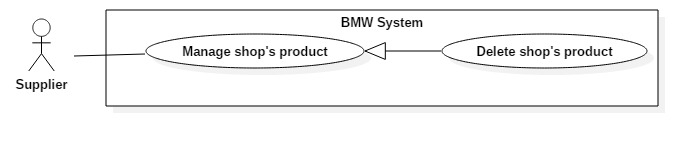 BMW System
Manage shop's product
Delete shop's product
Supplier